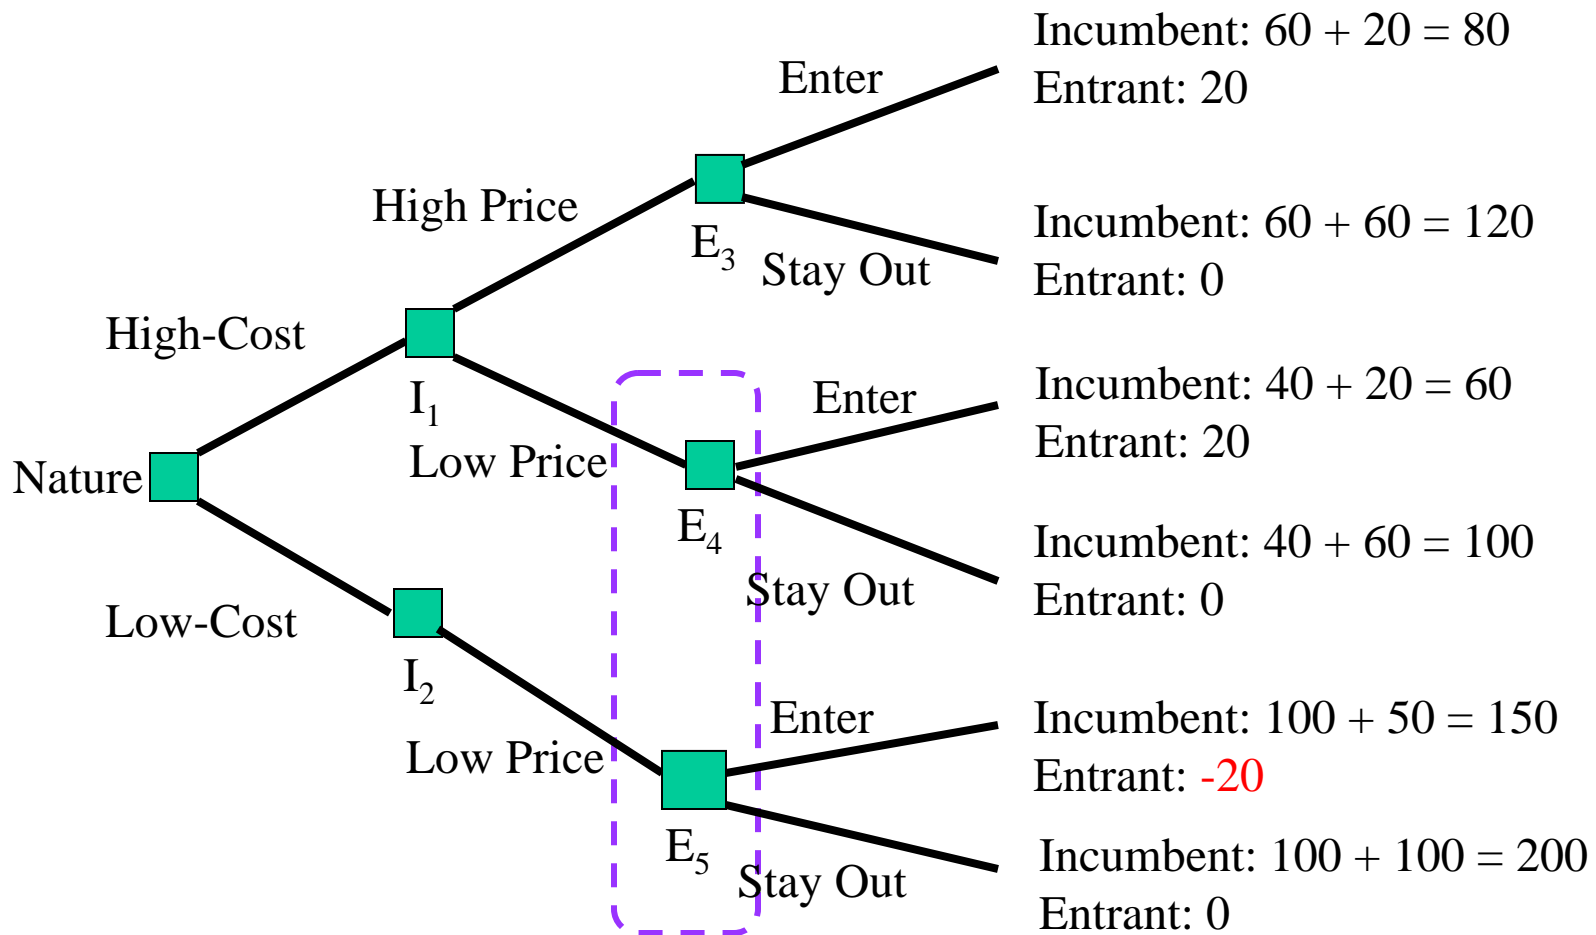 Incumbent: 60 + 20 = 80
Enter
Entrant: 20
High Price
Incumbent: 60 + 60 = 120
E3
Stay Out
Entrant: 0
High-Cost
Incumbent: 40 + 20 = 60
Enter
I1
Entrant: 20
Low Price
Nature
E4
Incumbent: 40 + 60 = 100
Stay Out
Entrant: 0
Low-Cost
I2
Incumbent: 100 + 50 = 150
Enter
Low Price
Entrant: -20
E5
Incumbent: 100 + 100 = 200
Stay Out
Entrant: 0